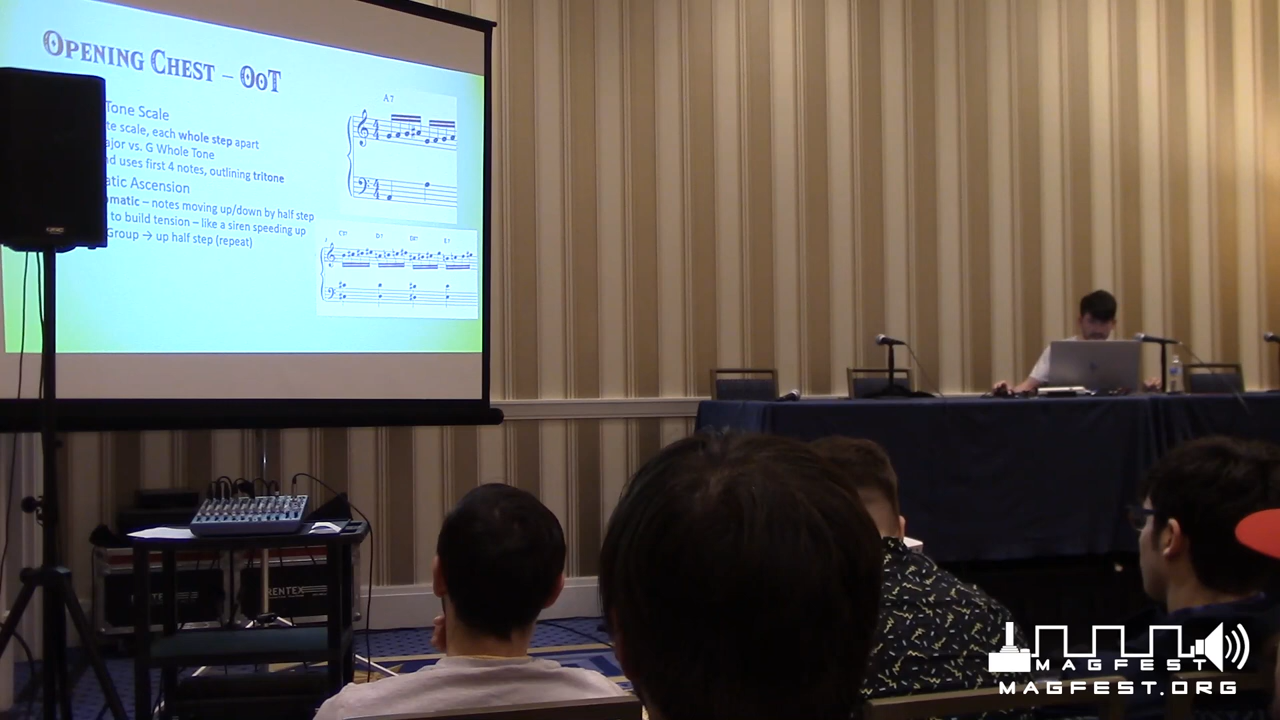 OPENING CHEST – OOT
Tone Scale
te scale, each whole step apart
ajor vs. G Whole Tone
nd uses first 4 notes, outlining tritone
atic Ascension
omatic – notes moving up/down by half step
to build tension – like a siren speeding up
Group → up half step (repeat)
A7
D7
E7
RENTEX
MAGFEST
MAGFEST.ORG